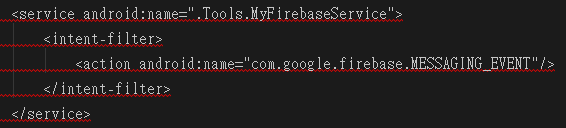 <service android:name=".Tools.MyFirebaseService">
<intent-filter>
<action android:name="com.google.firebase.MESSAGING_EVENT"/>
</intent-filter>
</service>